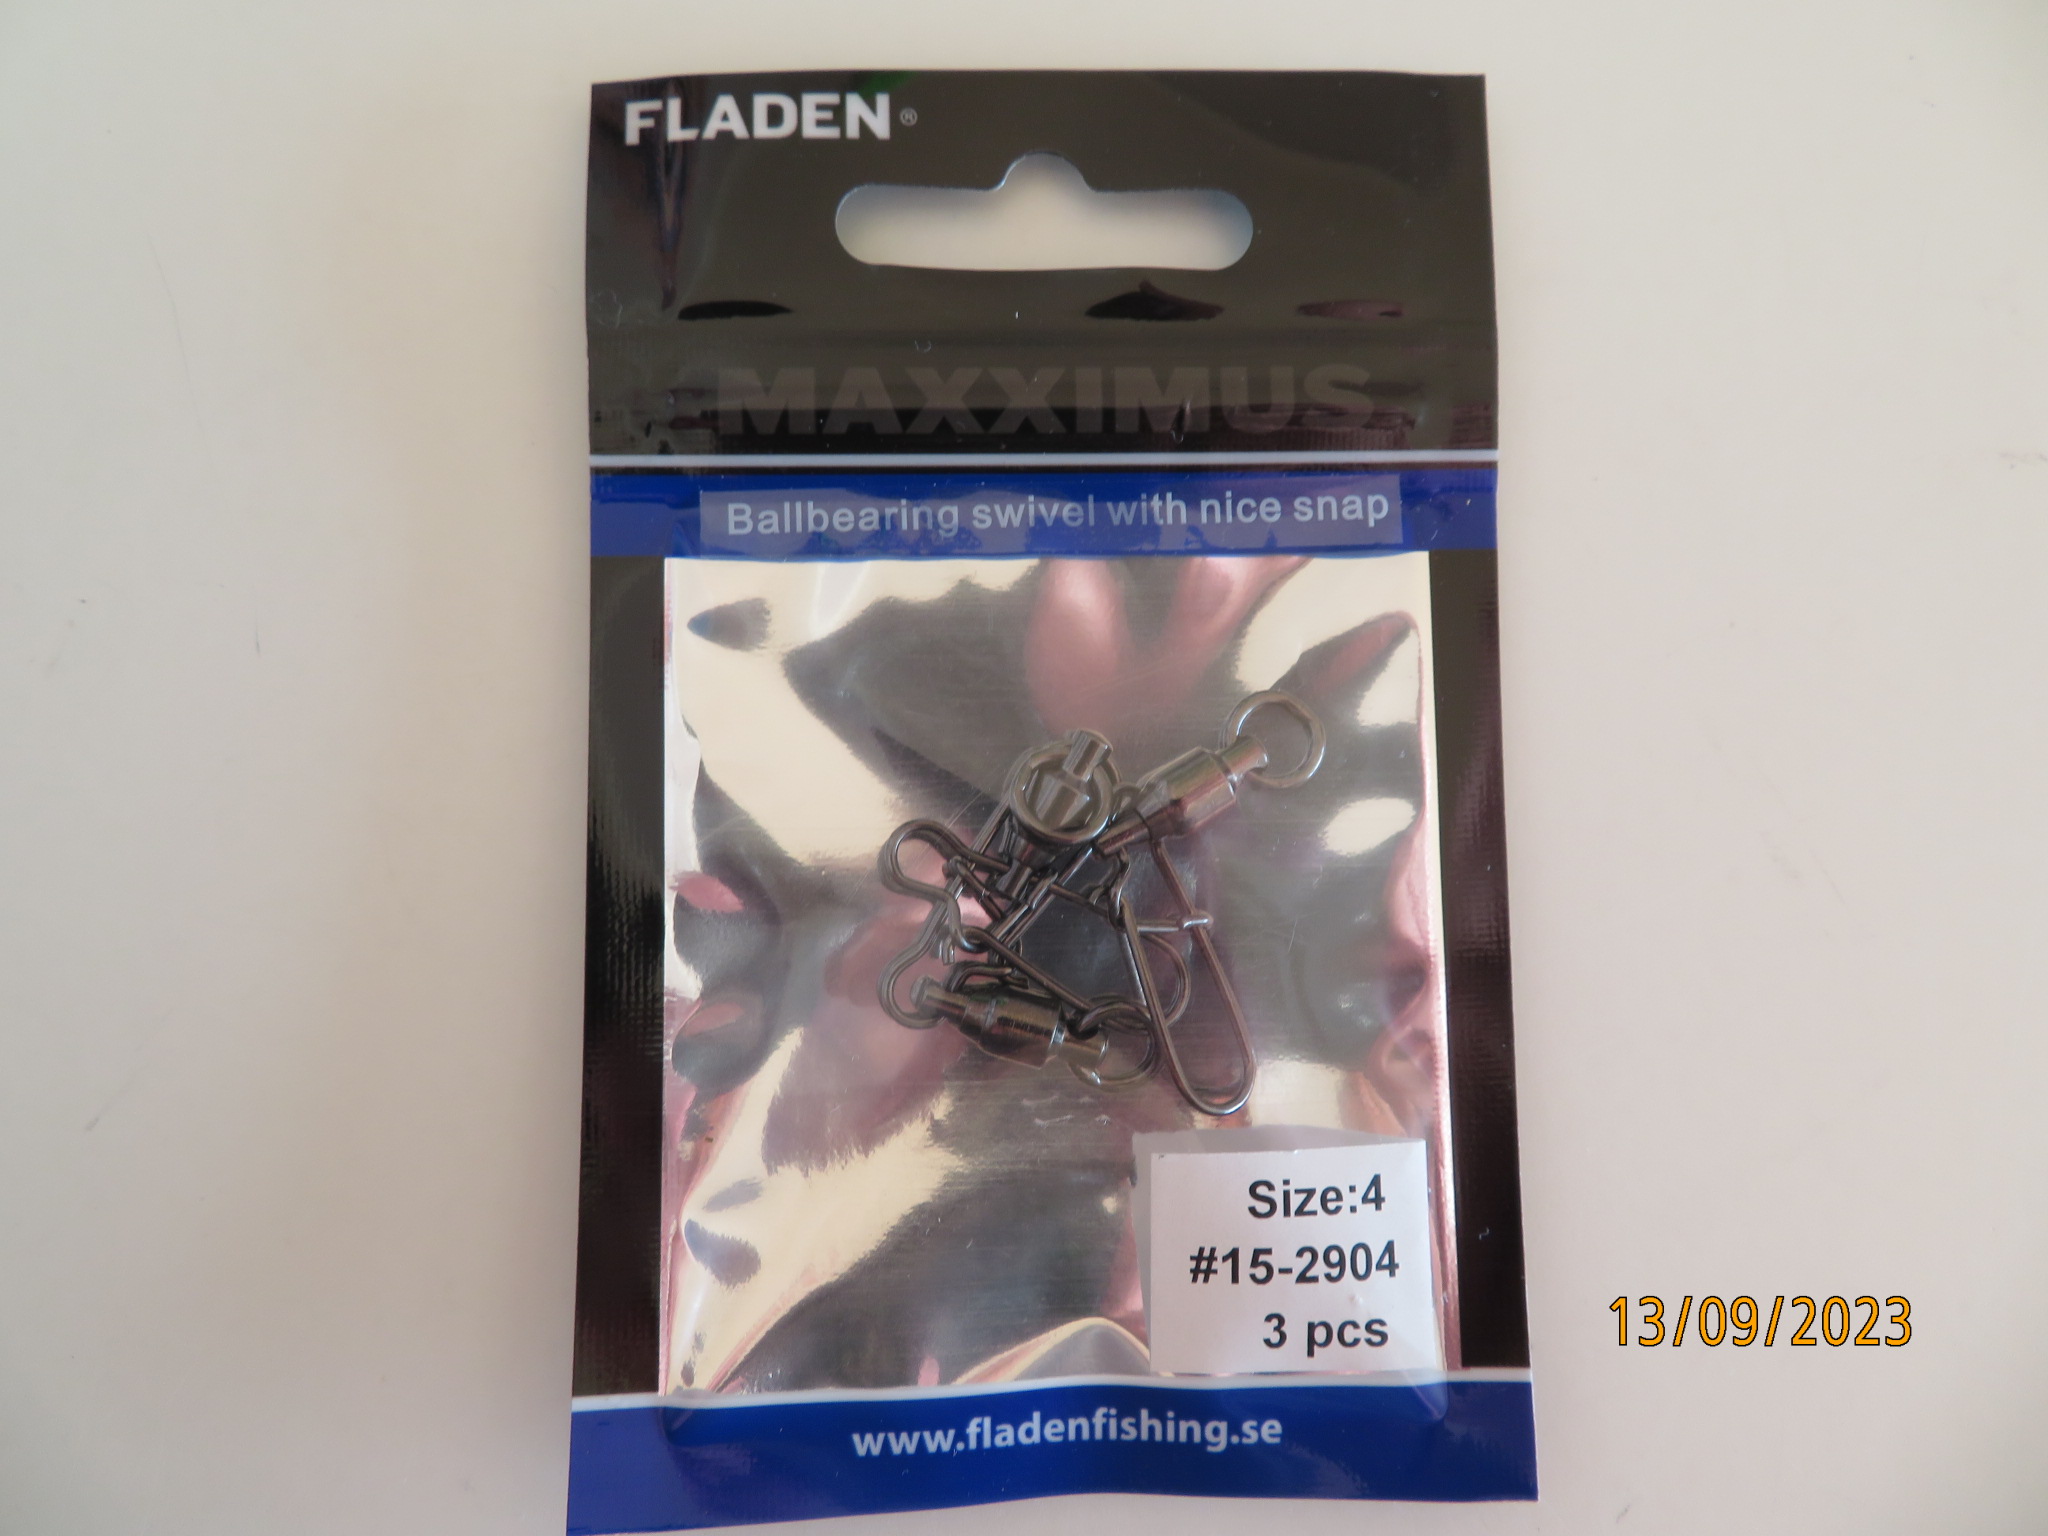 FLADEN®
MAXXIMUS
Ballbearing swivel with nice snap
Size:4
#15-2904
3 pcs
www.fladenfishing.se
13/09/2023